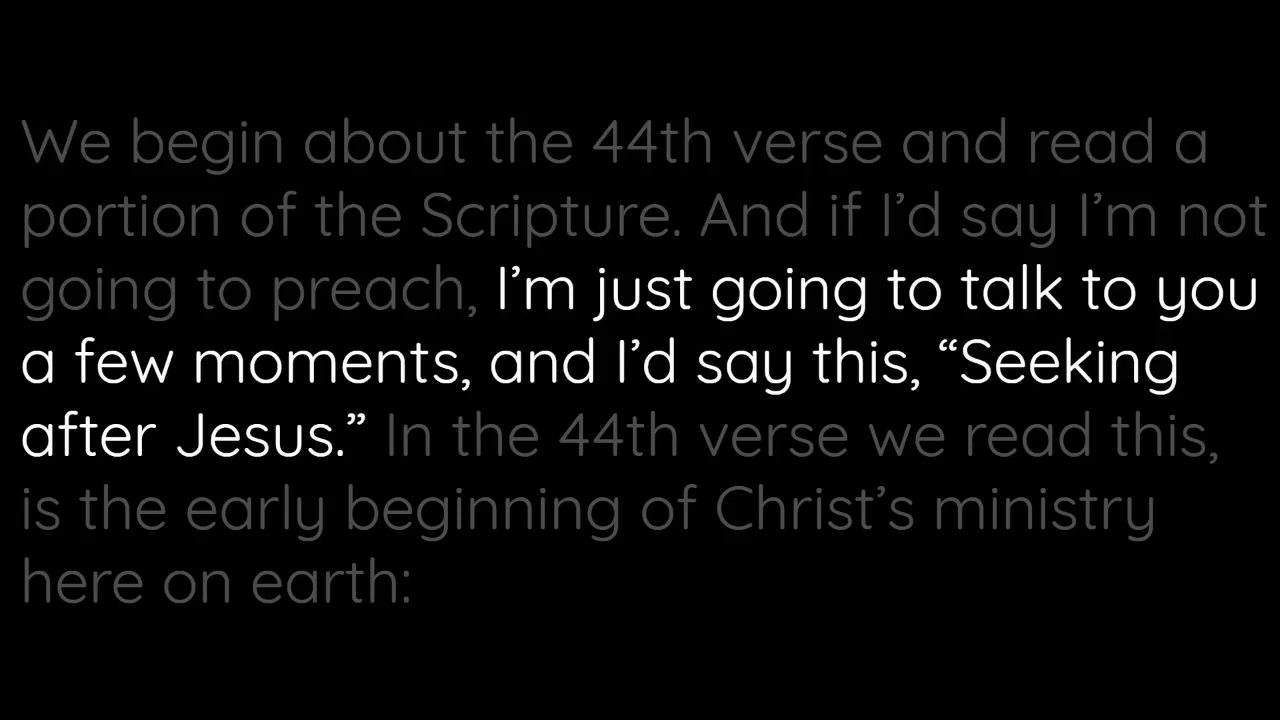 We begin about the 44th verse and read a
portion of the Scripture. And if I’d say I’m not
going to preach, I’m just going to talk to you
a few moments, and I’d say this, “Seeking
after Jesus.” In the 44th verse we read this,
is the early beginning of Christ’s ministry
here on earth: